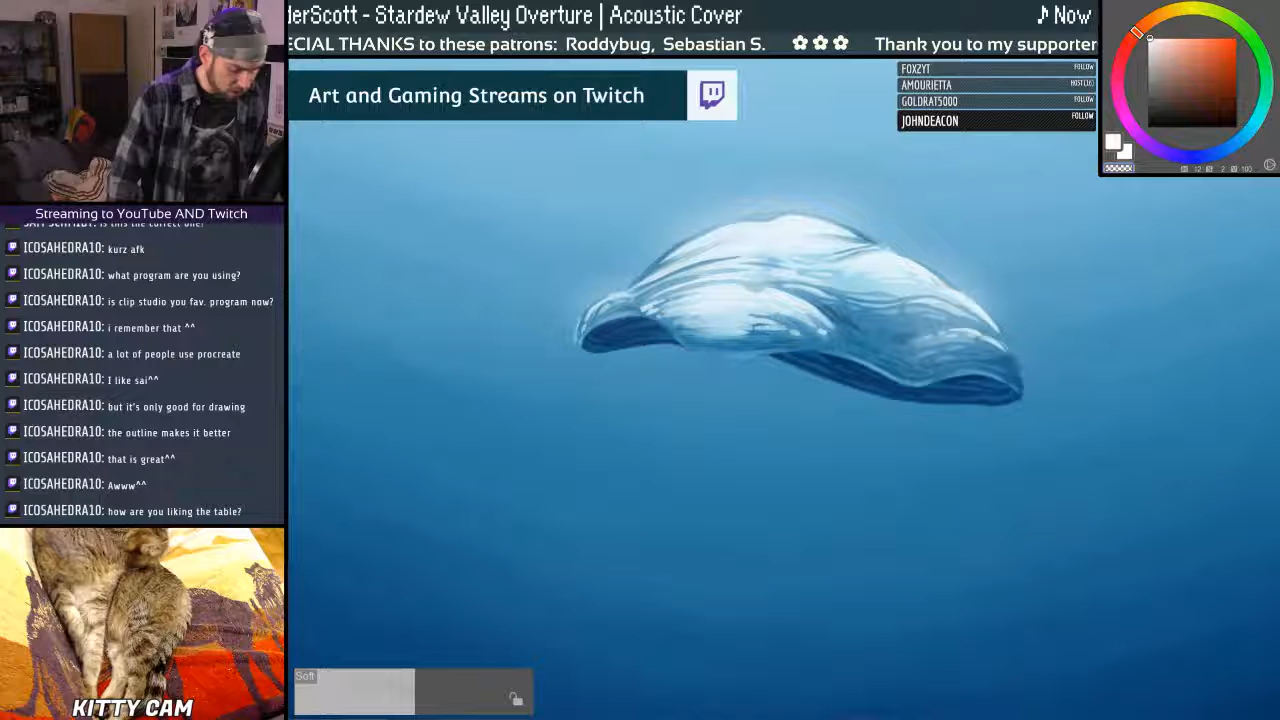 derScott - Stardew Valley Overture | Acoustic Cover
♪ Now
ECIAL THANKS to these patrons: Roddybug, Sebastian S. ✿ ✿ ✿ Thank you to my supporter
Art and Gaming Streams on Twitch
FOXZYT FOLLOW
AMOURIETTA
GOLDRAT5000 FOLLOW
JOHNDEACON FOLLOW
Streaming to YouTube AND Twitch
ICOSAHEDRA10: kurz afk
ICOSAHEDRA10: what program are you using?
ICOSAHEDRA10: is clip studio you fav. program now?
ICOSAHEDRA10: i remember that ^^
ICOSAHEDRA10: a lot of people use procreate
ICOSAHEDRA10: I like sai^^
ICOSAHEDRA10: but it's only good for drawing
ICOSAHEDRA10: the outline makes it better
ICOSAHEDRA10: that is great^^
ICOSAHEDRA10: Awww^^
ICOSAHEDRA10: how are you liking the table?
KITTY CAM
Soft